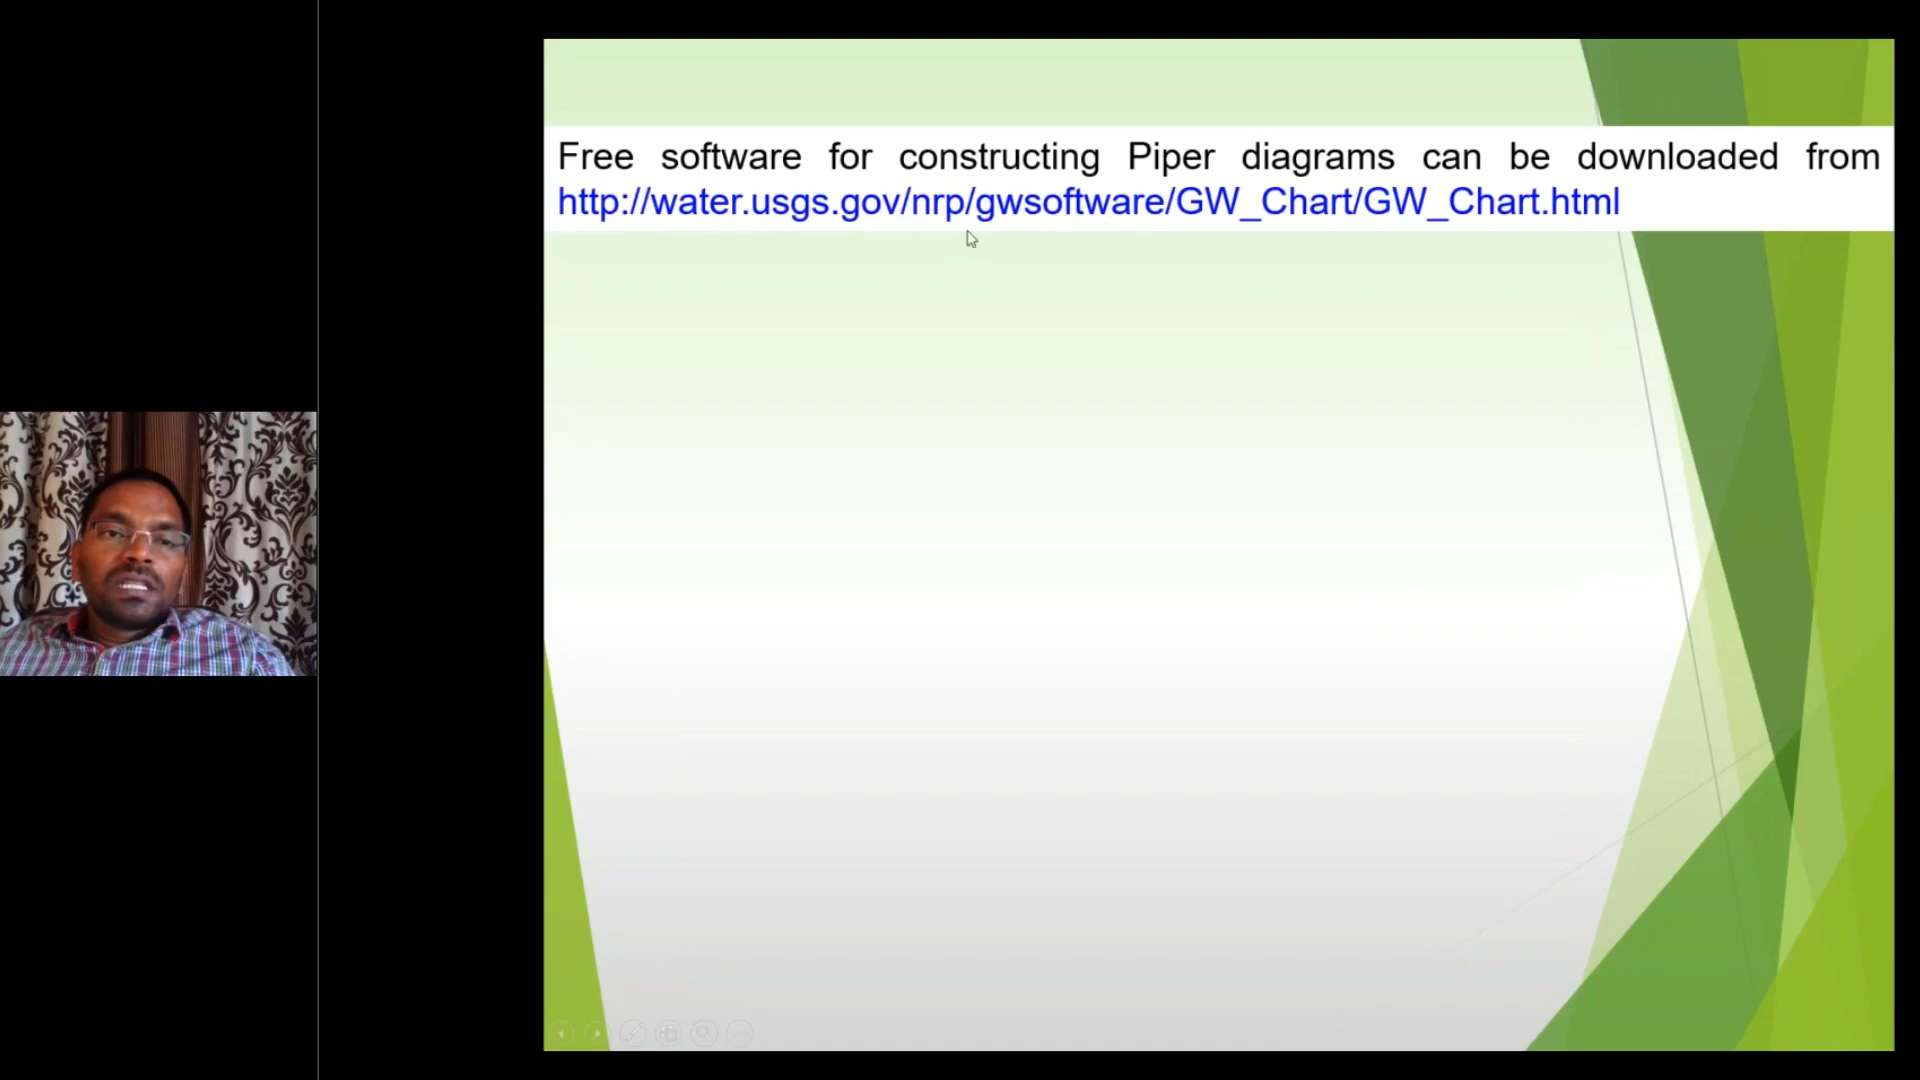 Free software for constructing Piper diagrams can be downloaded from
http://water.usgs.gov/nrp/gwsoftware/GW_Chart/GW_Chart.html